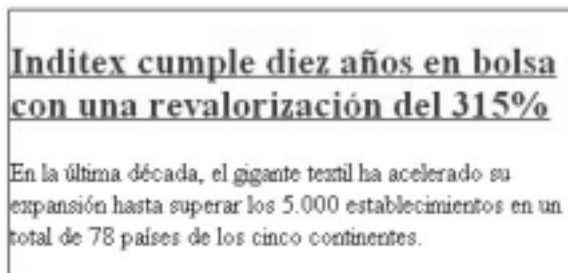 Inditex cumple diez años en bolsa
con una revalorización del 315%
En la última década, el gigante textil ha acelerado su
expansión hasta superar los 5.000 establecimientos en un
total de 78 países de los cinco continentes.